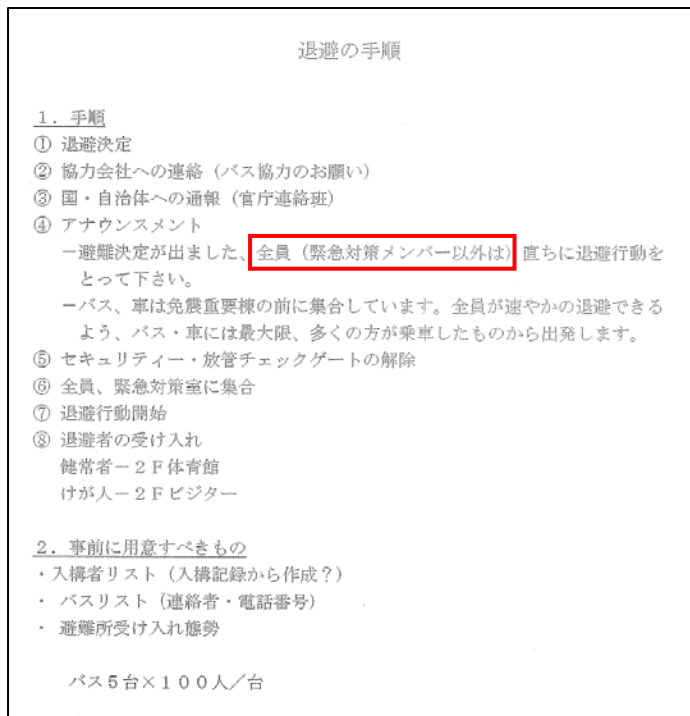 退避の手順
1．手順
① 退避決定
② 協力会社への連絡（バス協力のお願い）
③ 国・自治体への通報（官庁連絡班）
④ アナウンスメント
－避難決定が出ました、全員（緊急対策メンバー以外は）直ちに退避行動を
とって下さい。
－バス、車は免震重要棟の前に集合しています。全員が速やかの退避できる
よう、バス・車には最大限、多くの方が乗車したものから出発します。
⑤ セキュリティー・放管チェックゲートの解除
⑥ 全員、緊急対策室に集合
⑦ 退避行動開始
⑧ 退避者の受け入れ
健常者－２Ｆ体育館
けが人－２Ｆビジター
2．事前に用意すべきもの
・入構者リスト（入構記録から作成？）
・ バスリスト（連絡者・電話番号）
・ 避難所受け入れ態勢
バス５台×１００人／台